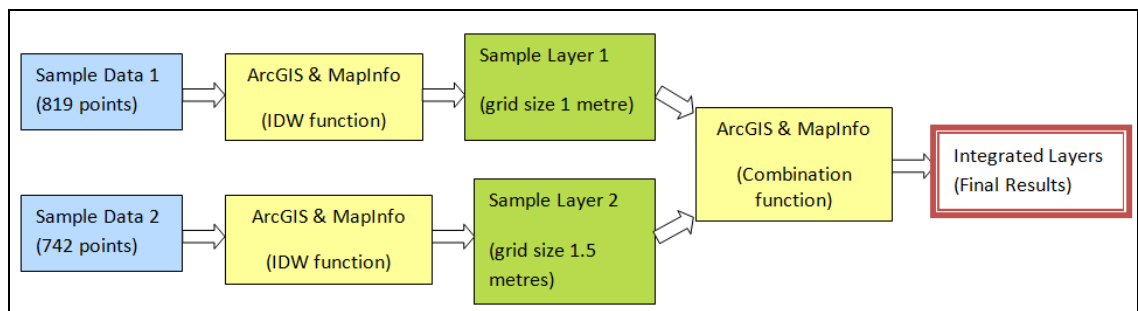 Sample Data 1
(819 points)
ArcGIS & MapInfo
(IDW function)
Sample Layer 1
(grid size 1 metre)
Sample Data 2
(742 points)
ArcGIS & MapInfo
(IDW function)
Sample Layer 2
(grid size 1.5
metres)
ArcGIS & MapInfo
(Combination
function)
Integrated Layers
(Final Results)